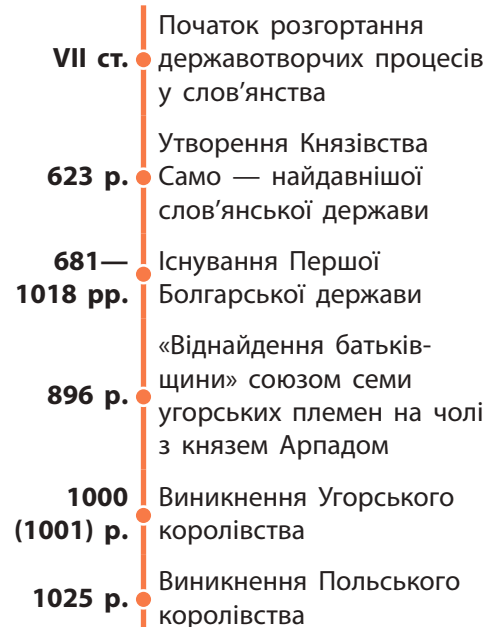 VII ст.
Початок розгортання
державотворчих процесів
у слов’янства
623 р.
Утворення Князівства
Само — найдавнішої
слов’янської держави
681—
1018 рр.
Існування Першої
Болгарської держави
896 р.
«Віднайдення батьків-
щини» союзом семи
угорських племен на чолі
з князем Арпадом
1000
(1001) р.
Виникнення Угорського
королівства
1025 р.
Виникнення Польського
королівства